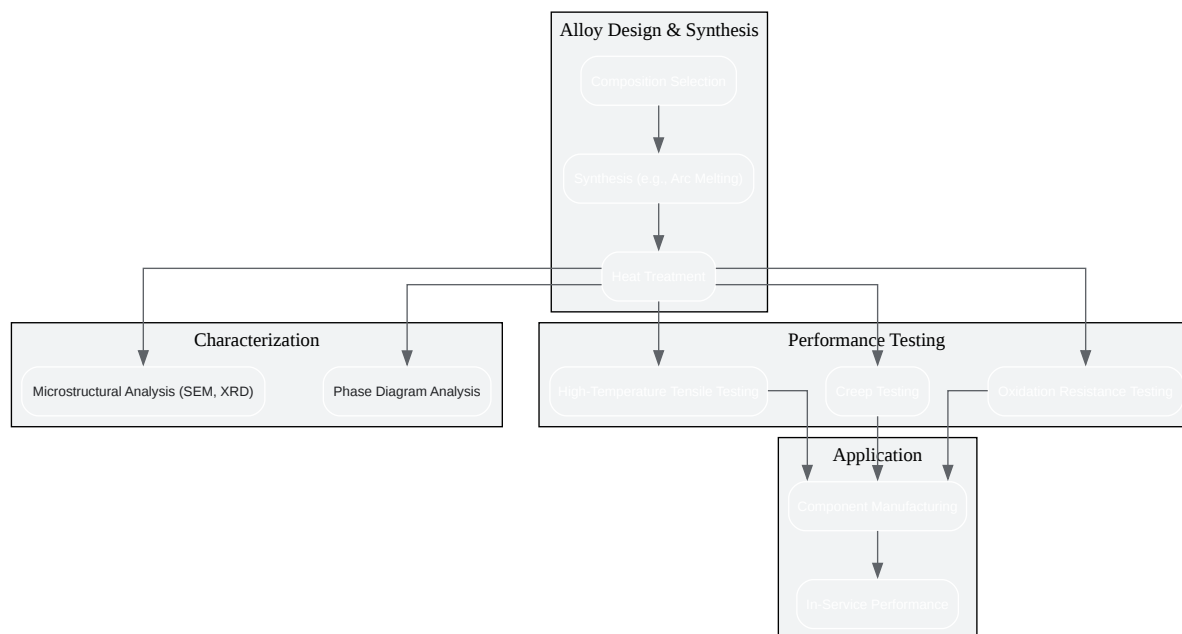 Alloy Design & Synthesis
Composition Selection
Synthesis (e.g., Arc Melting)
Heat Treatment
Characterization
Performance Testing
Microstructural Analysis (SEM, XRD)
Phase Diagram Analysis
High-Temperature Tensile Testing
Creep Testing
Oxidation Resistance Testing
Application
Component Manufacturing
In-Service Performance